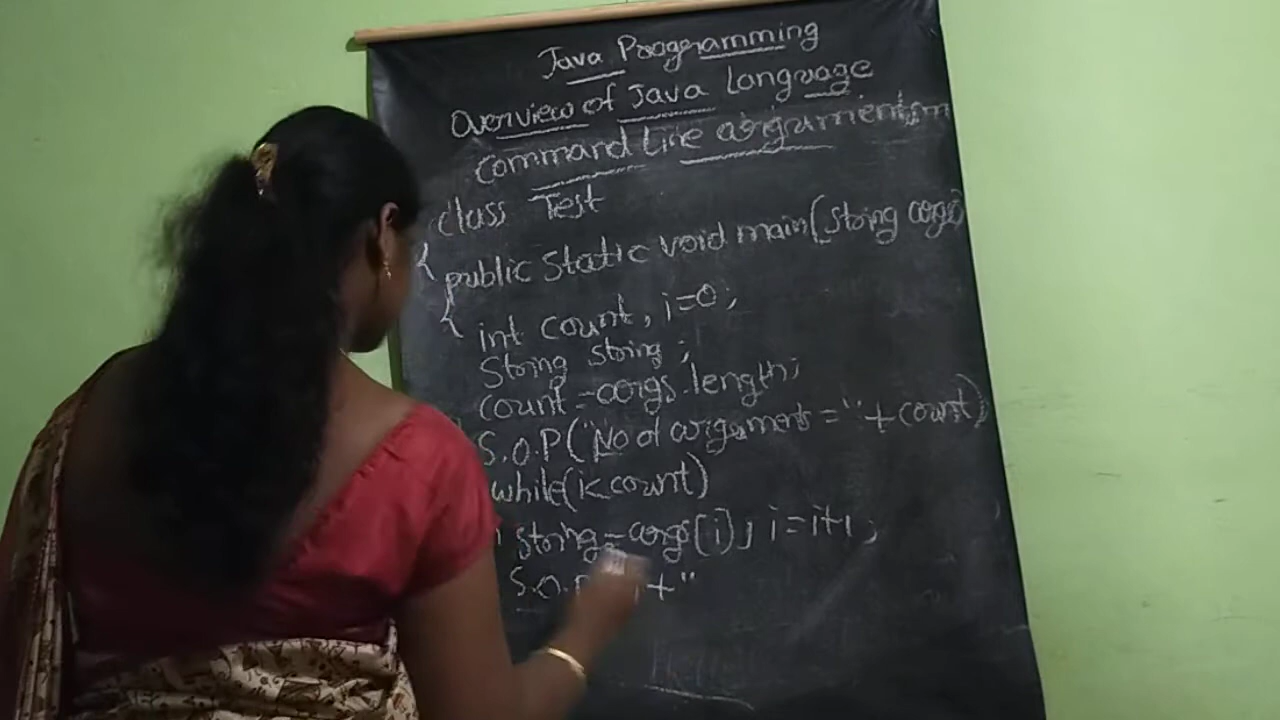 Java Programming
Overview of Java Language
Command Line arguments
class Test
{
public static void main(String args
{
int count, i=0;
String string;
count=args.length;
S.O.P("No of arguments="+count);
while(i<count)
string=args[i]; i=i+1;
S.O.P +"